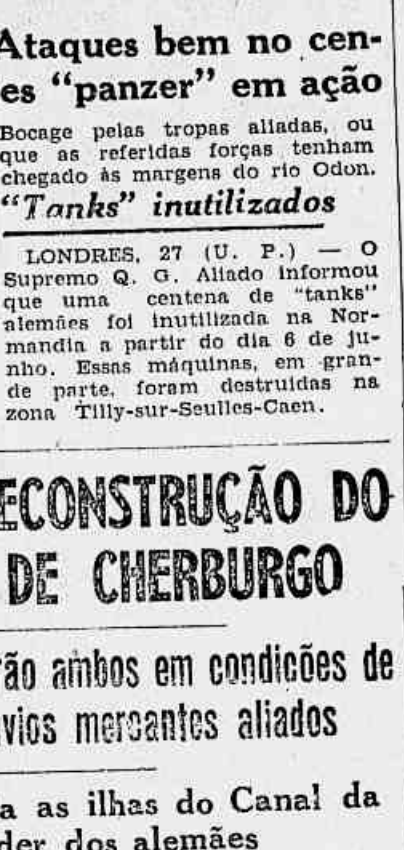 Ataques bem no cen-
es "panzer" em ação
Bocage pelas tropas aliadas, ou
que as referidas forças tenham
chegado às margens do rio Odon.
"Tanks" inutilizados
LONDRES, 27 (U. P.) — O
Supremo Q. G. Aliado informou
que uma centena de "tanks"
alemães foi inutilizada na Nor-
mandia a partir do dia 6 de ju-
nho. Essas máquinas, em gran-
de parte, foram destruidas na
zona Tilly-sur-Seulles-Caen.
ECONSTRUÇÃO DO
DE CHERBURGO
rão ambos em condições de
vios mercantes aliados
a as ilhas do Canal da
der dos alemães